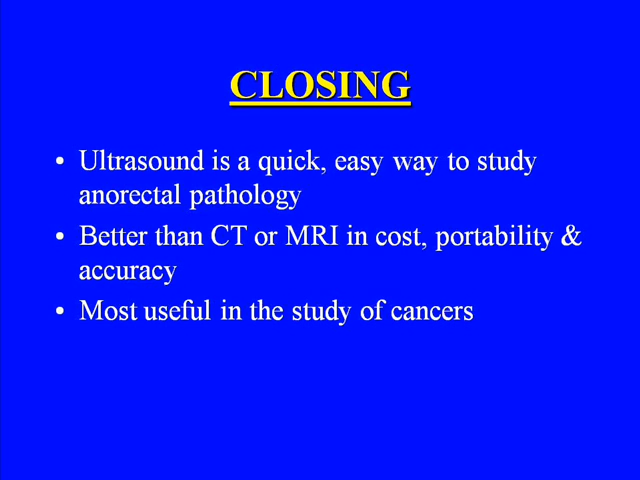 CLOSING
• Ultrasound is a quick, easy way to study
anorectal pathology
• Better than CT or MRI in cost, portability &
accuracy
• Most useful in the study of cancers